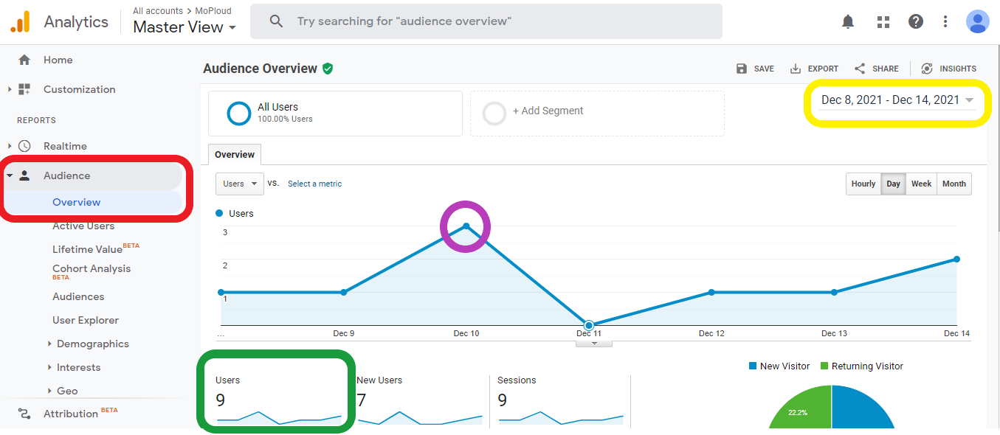 Analytics
All accounts > MoPloud
Master View
Try searching for "audience overview"
Home
Customization
REPORTS
Realtime
Audience
Overview
Active Users
Lifetime Value BETA
Cohort Analysis
BETA
Audiences
User Explorer
Demographics
Interests
Geo
Attribution BETA
Audience Overview
SAVE
EXPORT
SHARE
INSIGHTS
Dec 8, 2021 - Dec 14, 2021
All Users
100.00% Users
+ Add Segment
Overview
Users
VS.
Select a metric
Hourly
Day
Week
Month
Users
3
2
1
...
Dec 9
Dec 10
Dec 11
Dec 12
Dec 13
Dec 14
Users
9
New Users
7
Sessions
9
New Visitor
Returning Visitor
22.2%